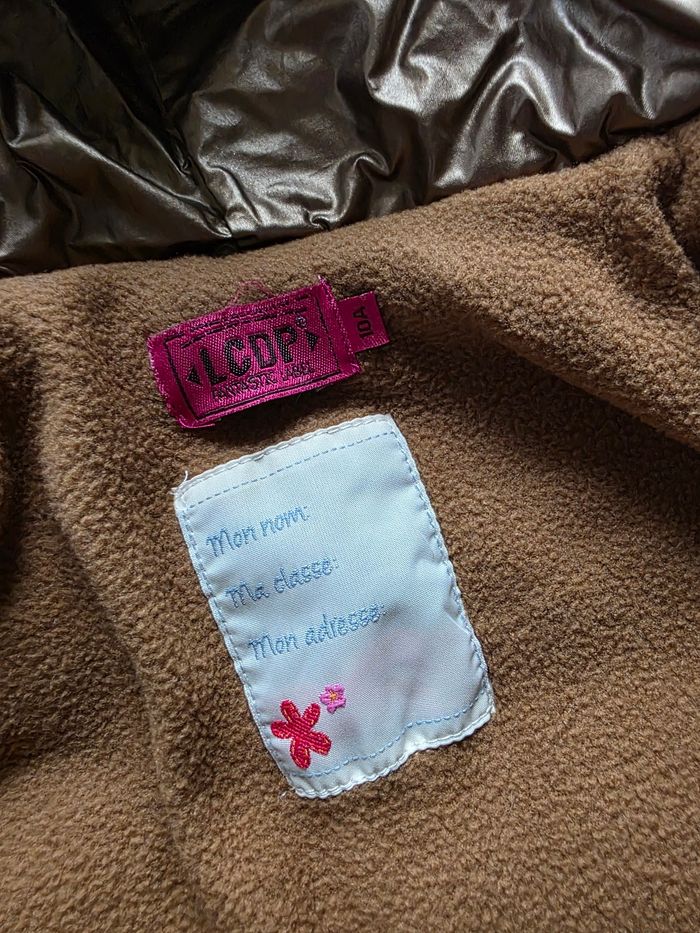 LCDP®
10A
Mon nom:
Ma classe:
Mon adresse: